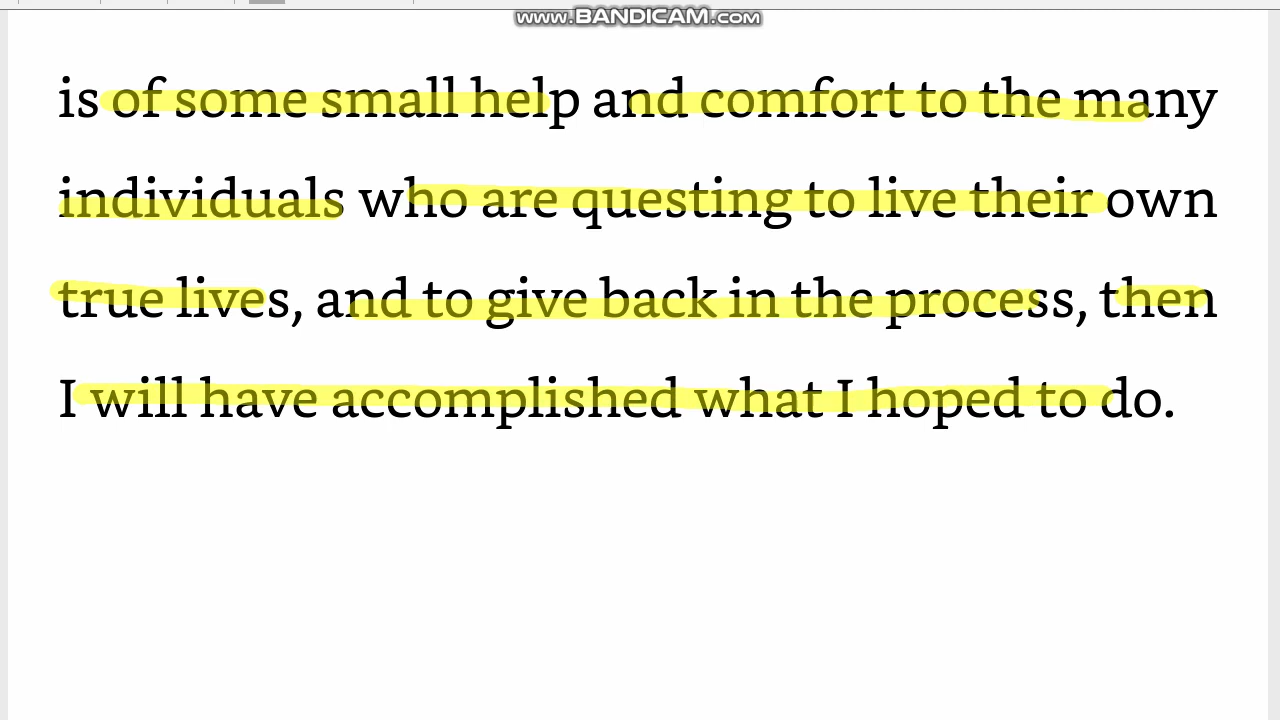 www.BANDICAM.com
is of some small help and comfort to the many
individuals who are questing to live their own
true lives, and to give back in the process, then
I will have accomplished what I hoped to do.